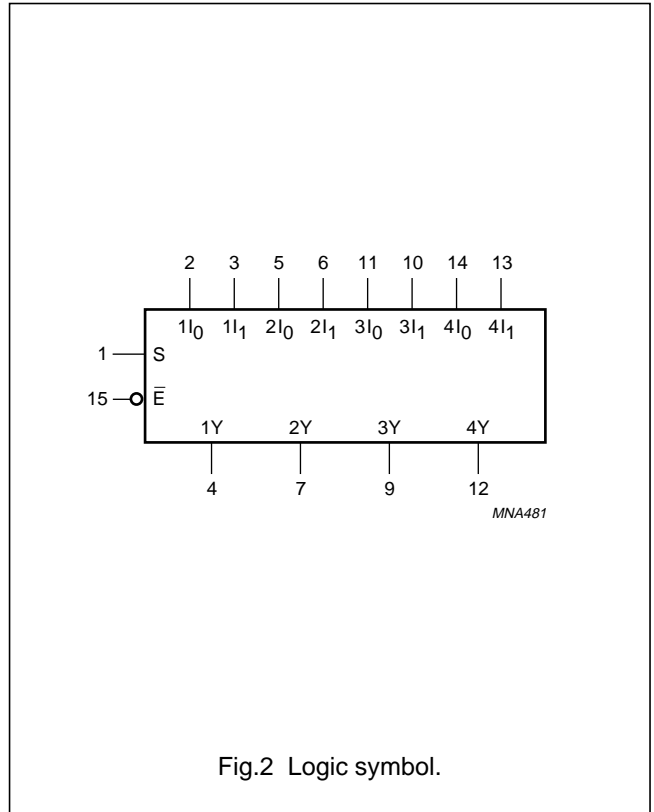 2 3 5 6 11 10 14 13
1I₀ 1I₁ 2I₀ 2I₁ 3I₀ 3I₁ 4I₀ 4I₁
1 S
15 E̅
1Y 2Y 3Y 4Y
4 7 9 12
MNA481
Fig.2 Logic symbol.